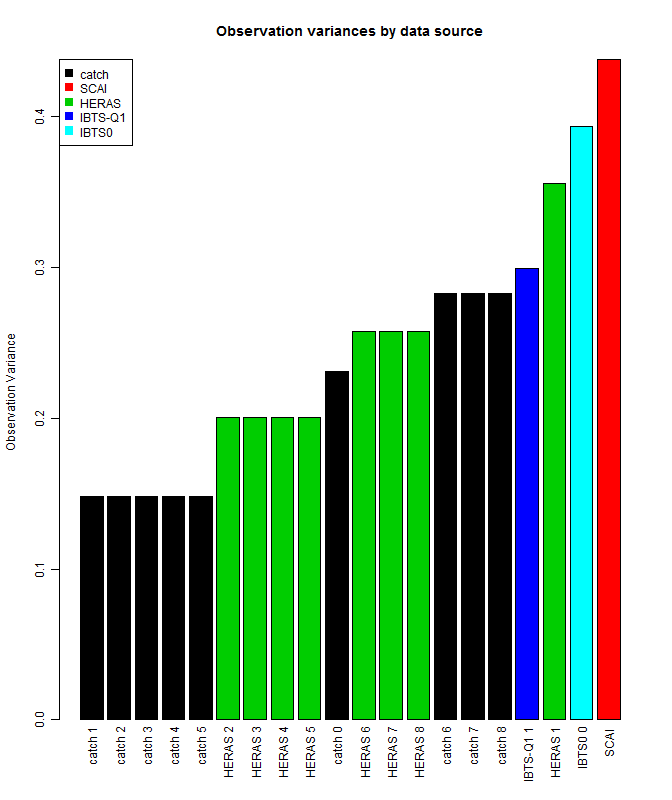 Observation variances by data source
catch
SCAI
HERAS
IBTS-Q1
IBTS0
Observation Variance
0.4
0.3
0.2
0.1
0.0
catch 1
catch 2
catch 3
catch 4
catch 5
HERAS 2
HERAS 3
HERAS 4
HERAS 5
catch 0
HERAS 6
HERAS 7
HERAS 8
catch 6
catch 7
catch 8
IBTS-Q1 1
HERAS 1
IBTS0 0
SCAI